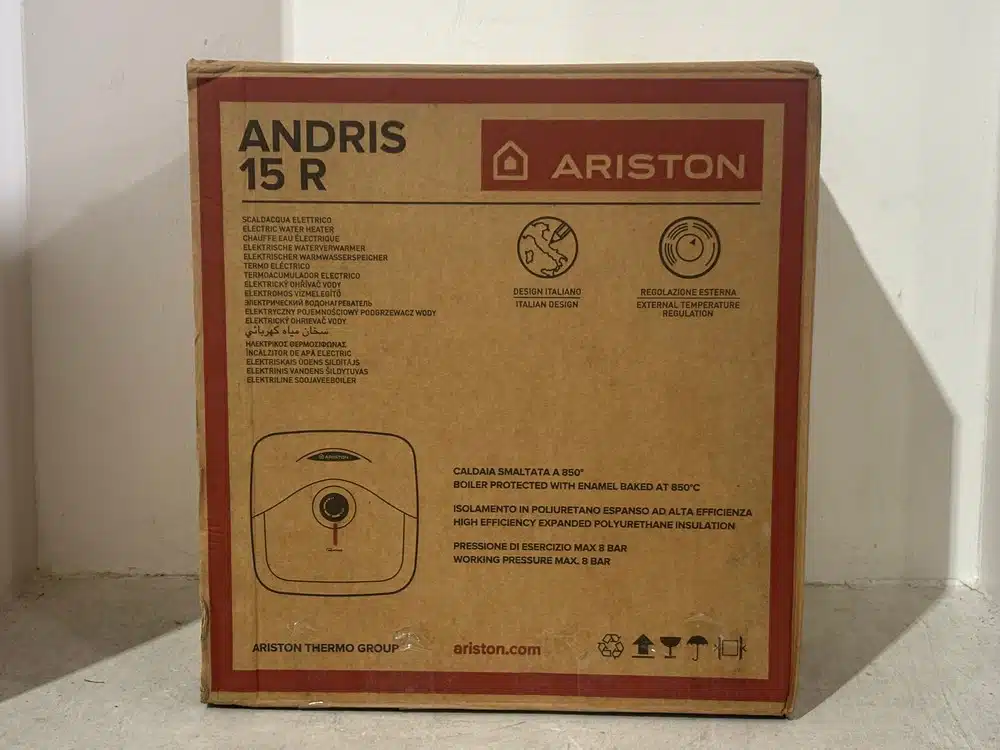 ANDRIS
15 R
ARISTON
SCALDACQUA ELETTRICO
ELECTRIC WATER HEATER
CHAUFFE EAU ÉLECTRIQUE
ELEKTRISCHE WATERVERWARMER
ELEKTRISCHER WARMWASSERSPEICHER
TERMO ELÉCTRICO
TERMOACUMULADOR ELECTRICO
ELEKTRICKÝ OHŘÍVAČ VODY
ELEKTROMOS VÍZMELEGÍTŐ
ЭЛЕКТРИЧЕСКИЙ ВОДОНАГРЕВАТЕЛЬ
ELEKTRYCZNY POJEMNOŚCIOWY PODGRZEWACZ WODY
ELEKTRICKÝ OHRIEVAČ VODY
سخان مياه كهربائي
ΗΛΕΚΤΡΙΚΟΣ ΘΕΡΜΟΣΙΦΩΝΑΣ
ÎNCĂLZITOR DE APĂ ELECTRIC
ELEKTRISKAIS ŪDENS SILDĪTĀJS
ELEKTRINIS VANDENS ŠILDYTUVAS
ELEKTRILINE SOOJAVEEBOILER
DESIGN ITALIANO
ITALIAN DESIGN
REGOLAZIONE ESTERNA
EXTERNAL TEMPERATURE
REGULATION
ARISTON
CALDAIA SMALTATA A 850°
BOILER PROTECTED WITH ENAMEL BAKED AT 850°C
ISOLAMENTO IN POLIURETANO ESPANSO AD ALTA EFFICIENZA
HIGH EFFICIENCY EXPANDED POLYURETHANE INSULATION
PRESSIONE DI ESERCIZIO MAX 8 BAR
WORKING PRESSURE MAX. 8 BAR
ARISTON THERMO GROUP
ariston.com